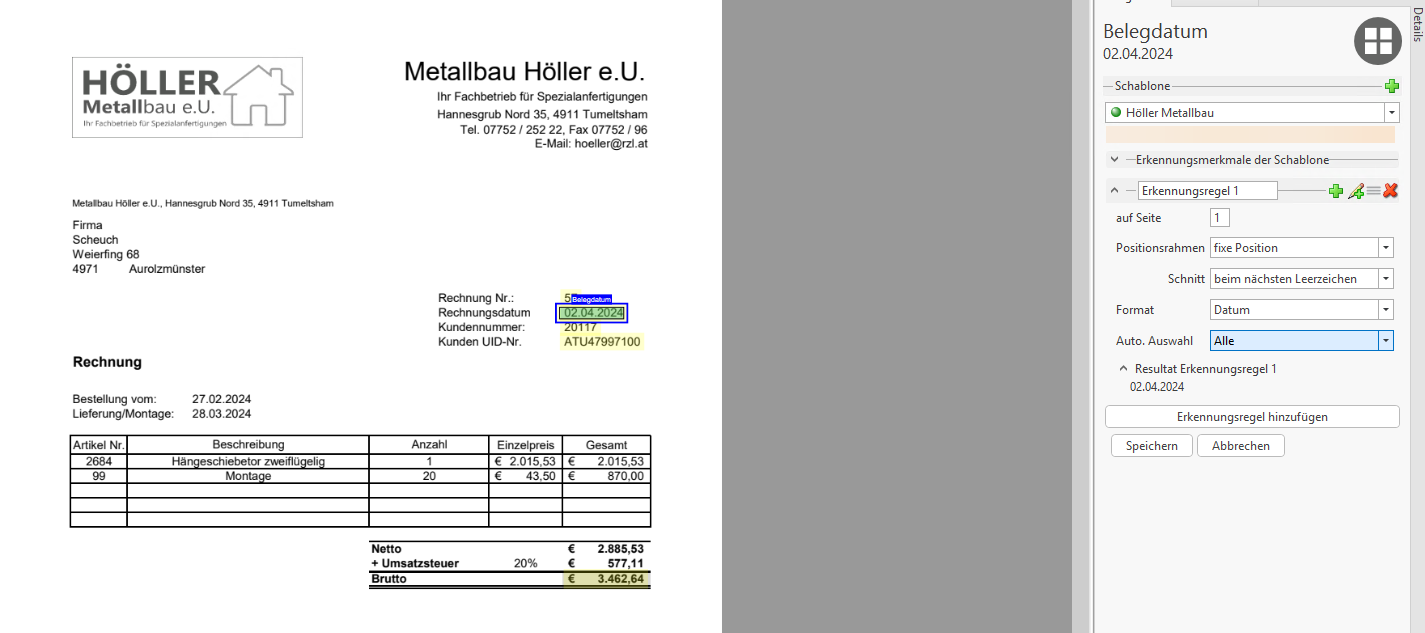 HÖLLER
Metallbau e.U.
Ihr Fachbetrieb für Spezialanfertigungen
Metallbau Höller e.U.
Ihr Fachbetrieb für Spezialanfertigungen
Hannesgrub Nord 35, 4911 Tumeltsham
Tel. 07752 / 252 22, Fax 07752 / 96
E-Mail: hoeller@rzl.at
Metallbau Höller e.U., Hannesgrub Nord 35, 4911 Tumeltsham
Firma
Scheuch
Weierfing 68
4971 Aurolzmünster
Rechnung Nr.:
Belegdatum
Rechnungsdatum 02.04.2024
Kundennummer: 20117
Kunden UID-Nr. ATU47997100
Rechnung
Bestellung vom: 27.02.2024
Lieferung/Montage: 28.03.2024
Artikel Nr. Beschreibung Anzahl Einzelpreis Gesamt
2684 Hängeschiebetor zweiflügelig 1 € 2.015,53 € 2.015,53
99 Montage 20 € 43,50 € 870,00
Netto € 2.885,53
+ Umsatzsteuer 20% € 577,11
Brutto € 3.462,64
Belegdatum
02.04.2024
Schablone
Höller Metallbau
Erkennungsmerkmale der Schablone
Erkennungsregel 1
auf Seite 1
Positionsrahmen fixe Position
Schnitt beim nächsten Leerzeichen
Format Datum
Auto. Auswahl Alle
Resultat Erkennungsregel 1
02.04.2024
Erkennungsregel hinzufügen
Speichern Abbrechen
Details